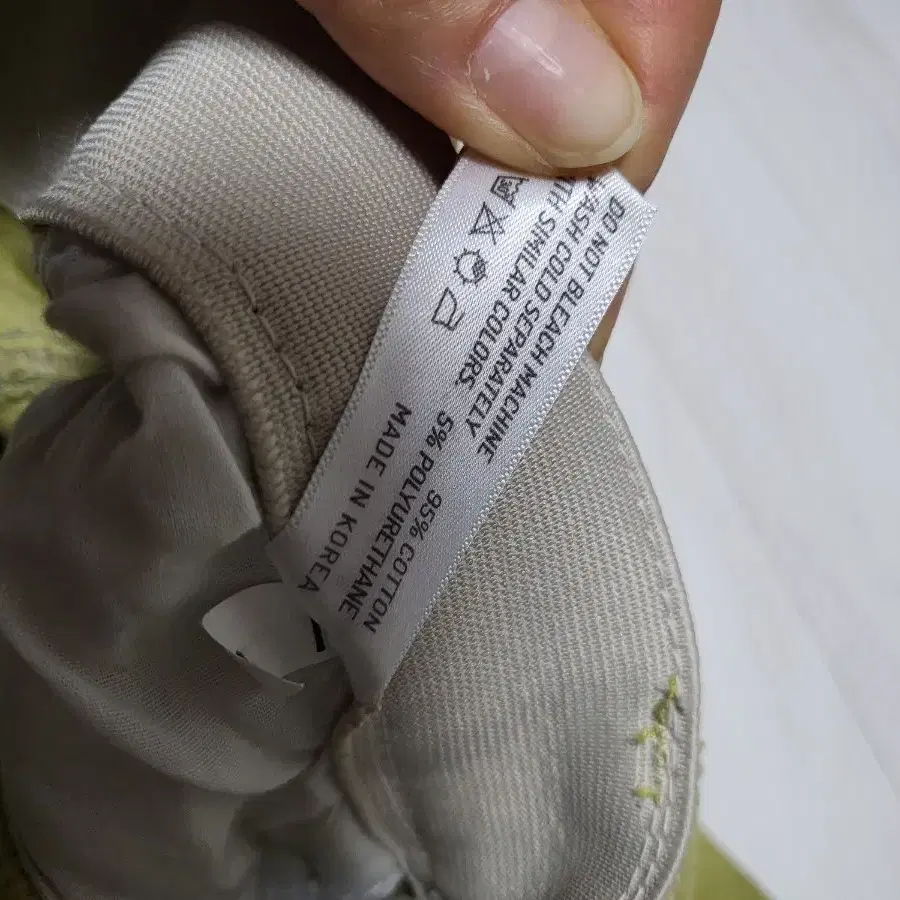 DO NOT BLEACH MACHINE
WASH COLD SEPARATELY
WITH SIMILAR COLORS.
95% COTTON
5% POLYURETHANE
MADE IN KOREA